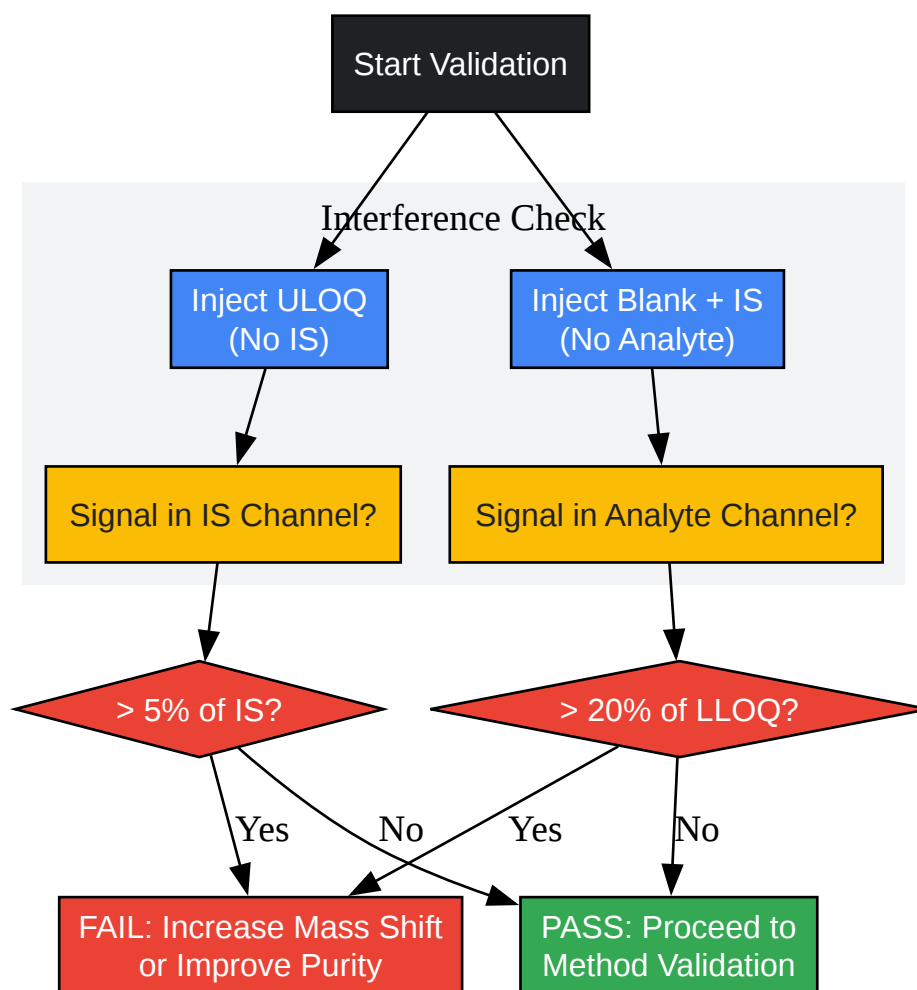 Start Validation
Interference Check
Inject ULOQ
(No IS)
Inject Blank + IS
(No Analyte)
Signal in IS Channel?
Signal in Analyte Channel?
> 5% of IS?
> 20% of LLOQ?
Yes
No
Yes
No
FAIL: Increase Mass Shift
or Improve Purity
PASS: Proceed to
Method Validation